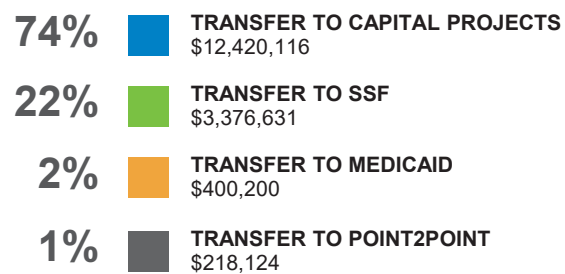 74%
TRANSFER TO CAPITAL PROJECTS
$12,420,116
22%
TRANSFER TO SSF
$3,376,631
2%
TRANSFER TO MEDICAID
$400,200
1%
TRANSFER TO POINT2POINT
$218,124